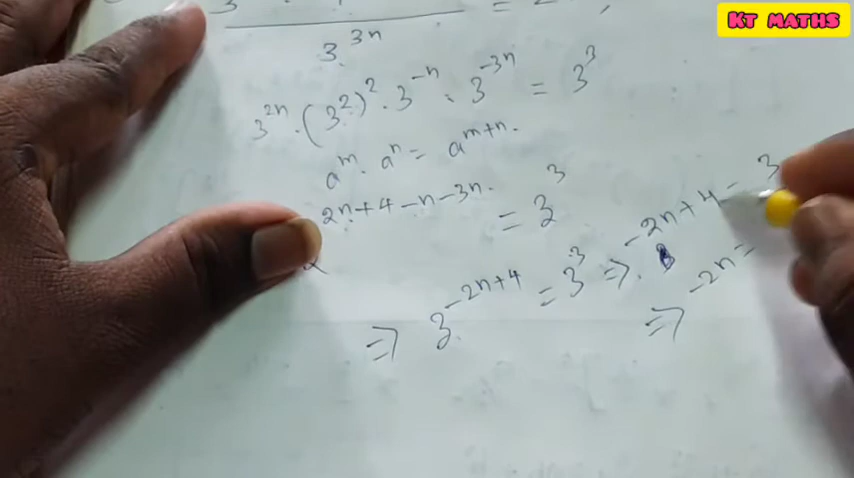 KT MATHS
3 . 3n
3^2n . (3^2)^2 . 3^-n . 3^-3n = 3^3
a^m . a^n = a^m+n .
2n+4-n-3n . = 3^3
=> 3^-2n+4 = 3^3 => -2n+4 = 3
=> -2n =